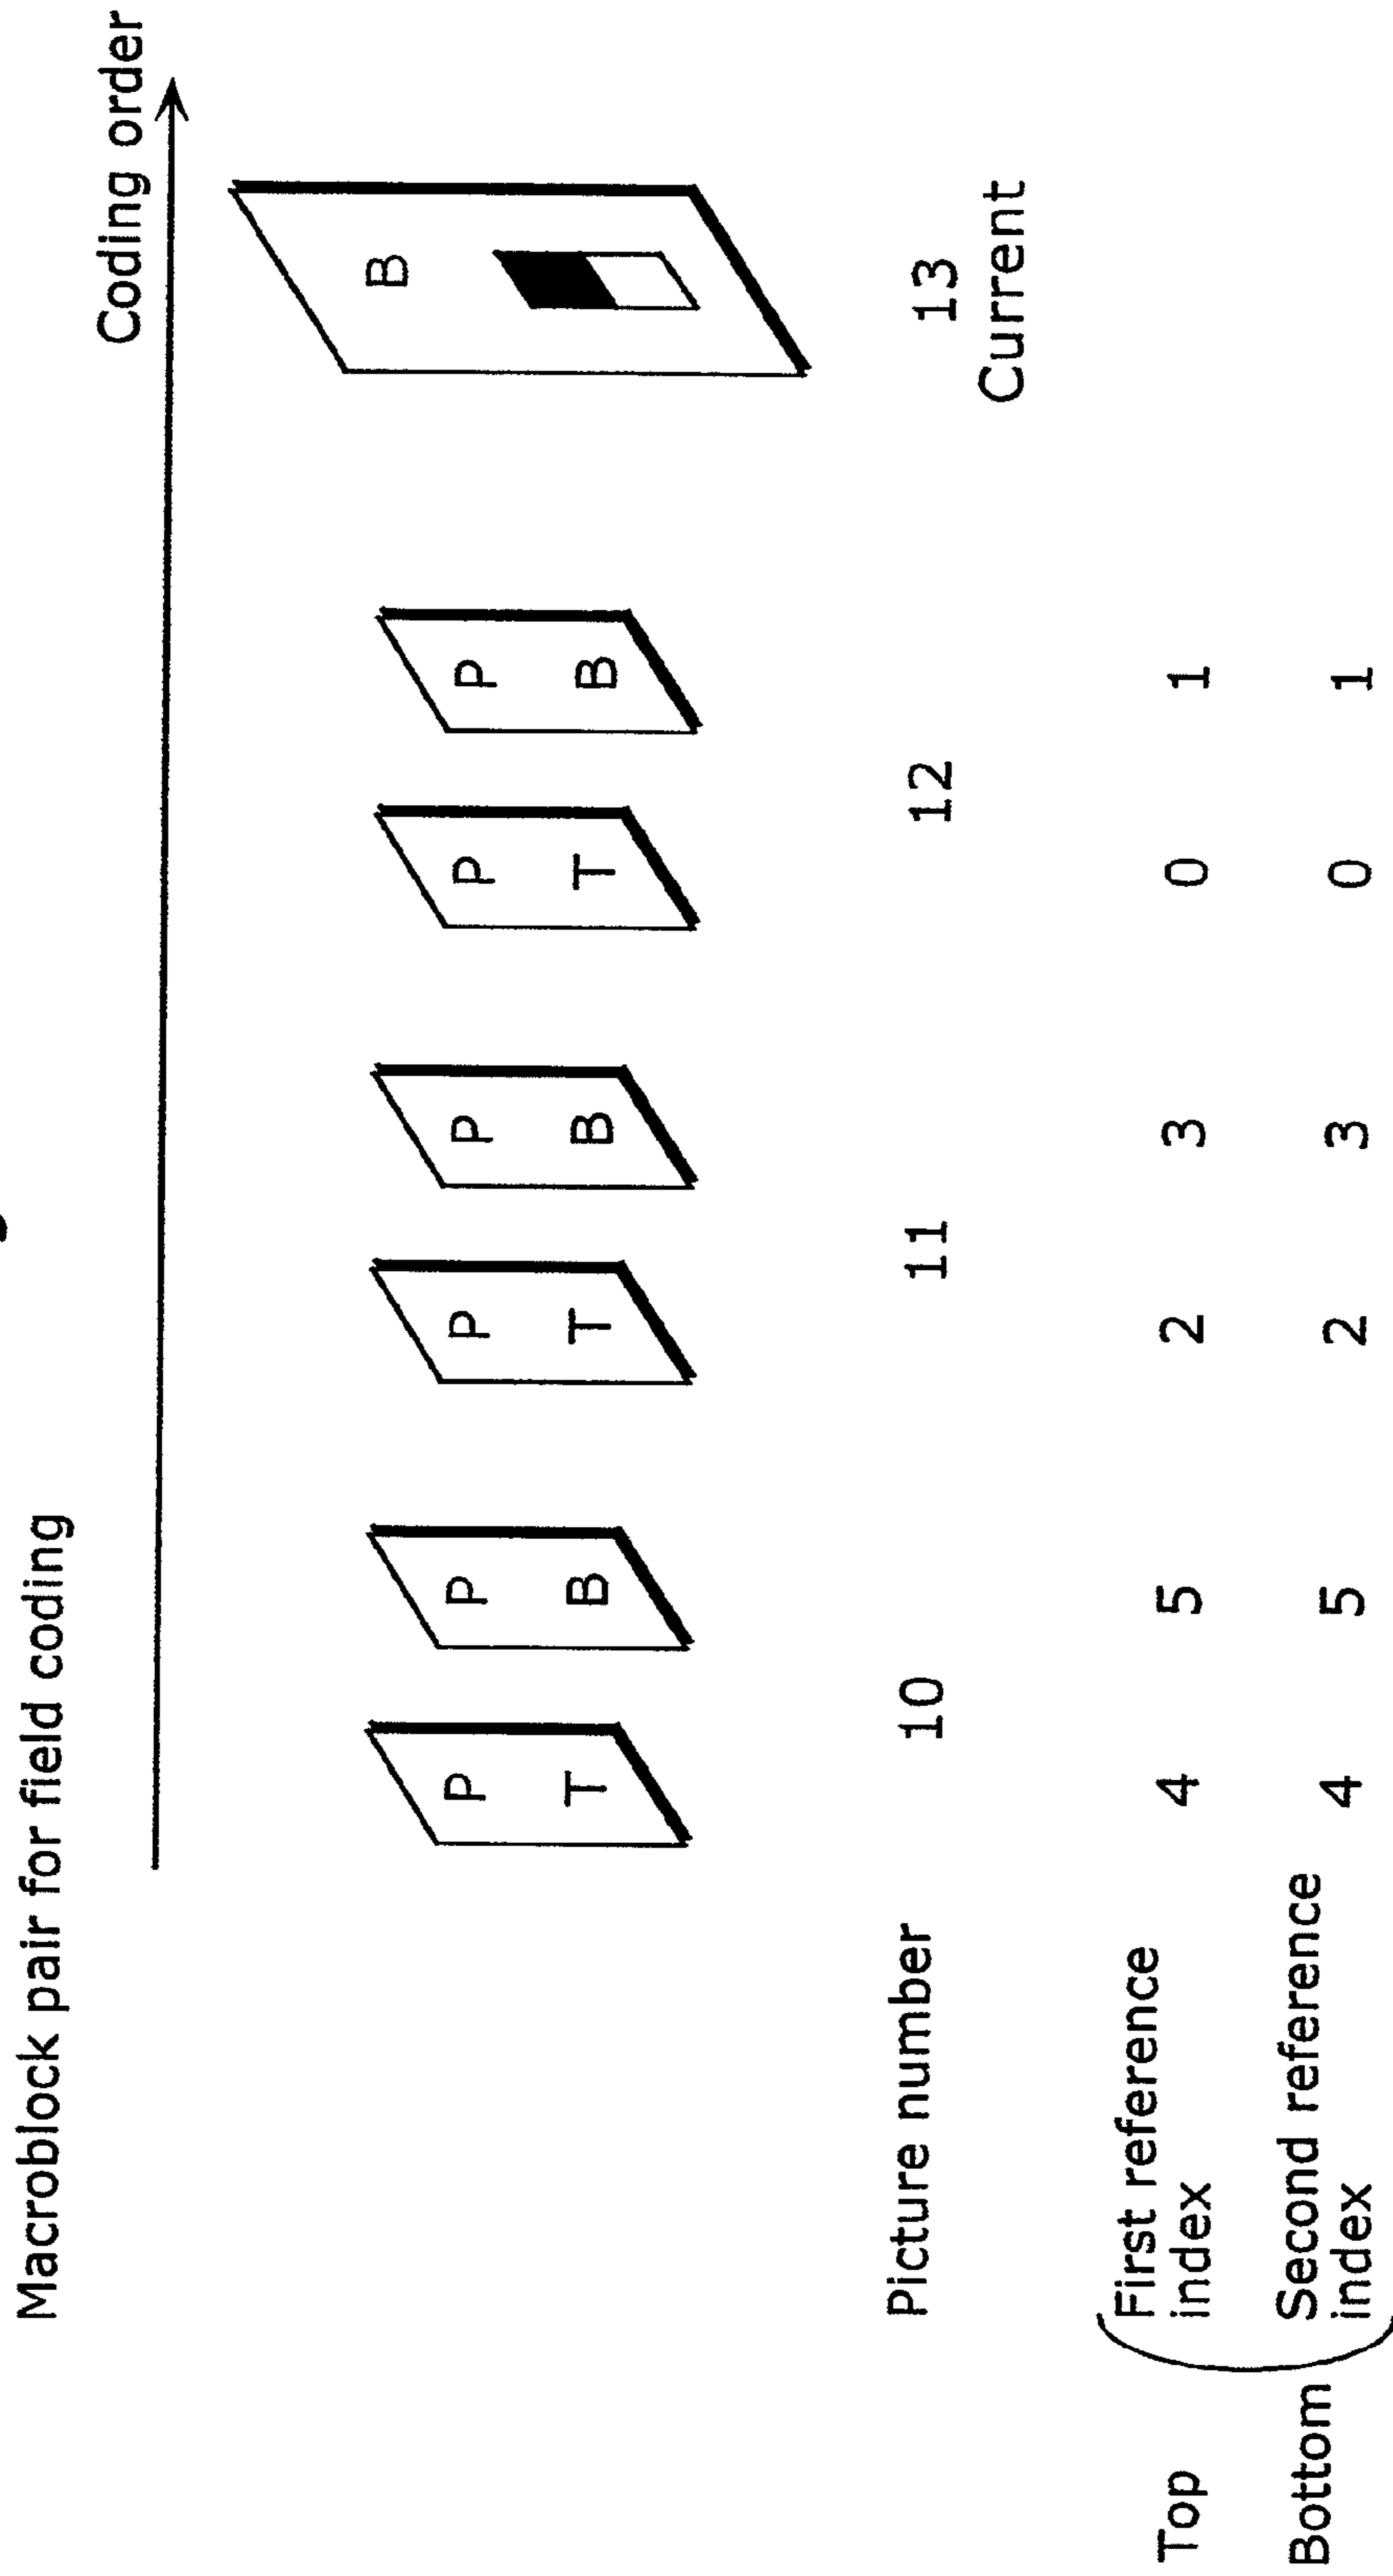 Macroblock pair for field coding
Coding order
P P P P P P B
T B T B T B
Picture number 10 11 12 13
Current
Top First reference index 4 5 2 3 0 1
Bottom Second reference index 4 5 2 3 0 1